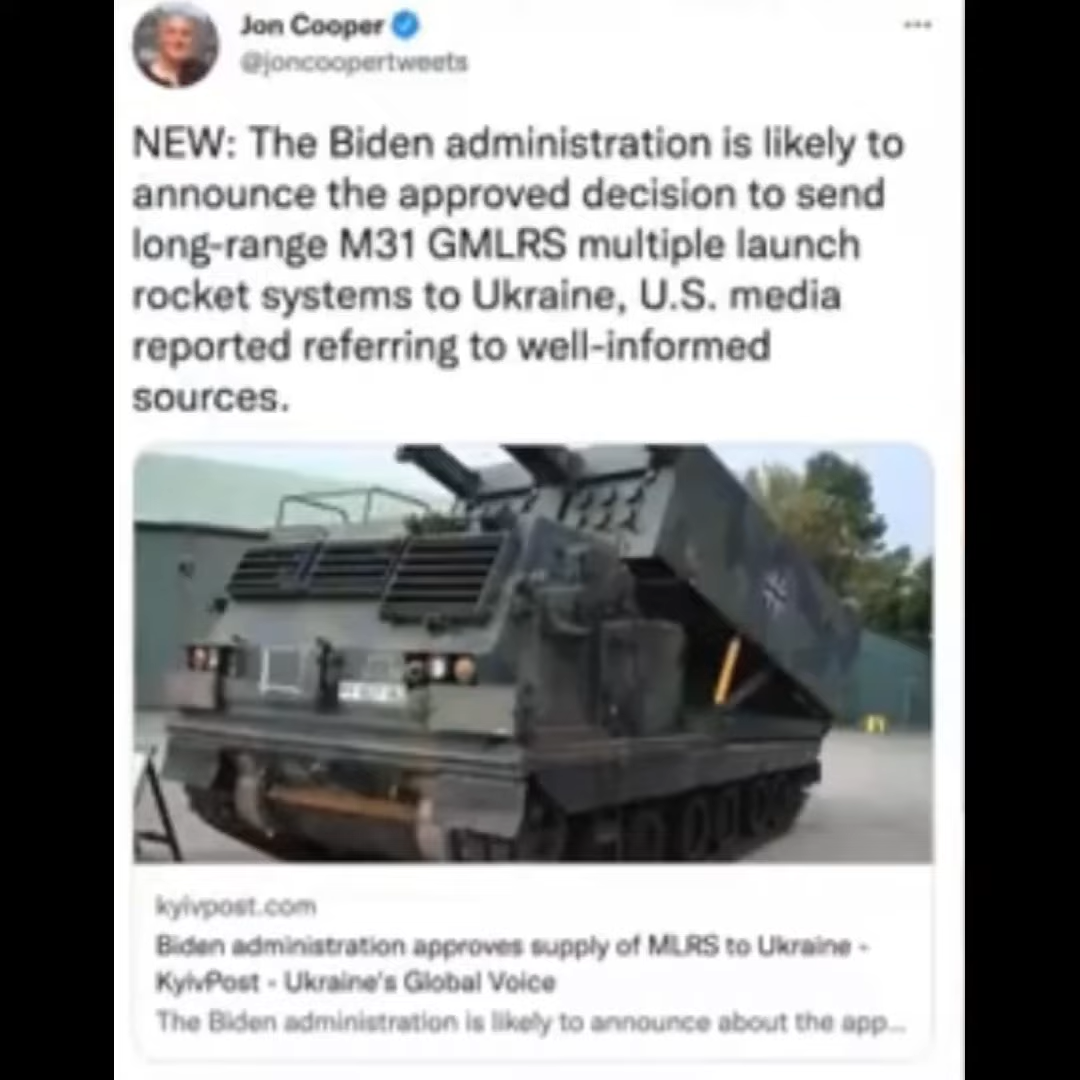 Jon Cooper
@joncoopertweets
NEW: The Biden administration is likely to
announce the approved decision to send
long-range M31 GMLRS multiple launch
rocket systems to Ukraine, U.S. media
reported referring to well-informed
sources.
kyivpost.com
Biden administration approves supply of MLRS to Ukraine -
KyivPost - Ukraine's Global Voice
The Biden administration is likely to announce about the app...